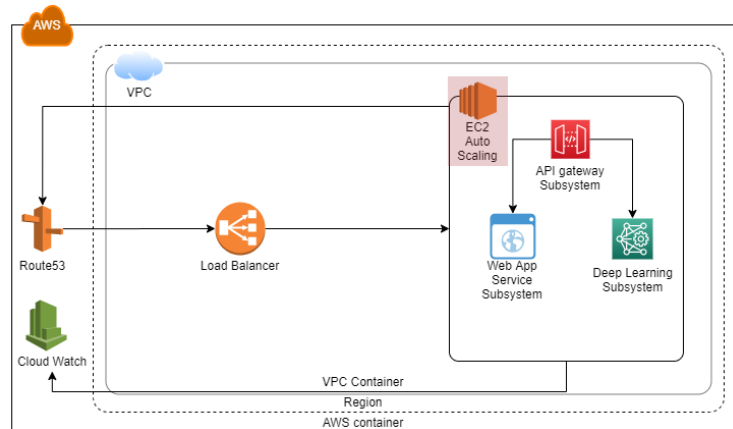 AWS
VPC
EC2
Auto
Scaling
API gateway
Subsystem
Route53
Load Balancer
Web App
Service
Subsystem
Deep Learning
Subsystem
Cloud Watch
VPC Container
Region
AWS container